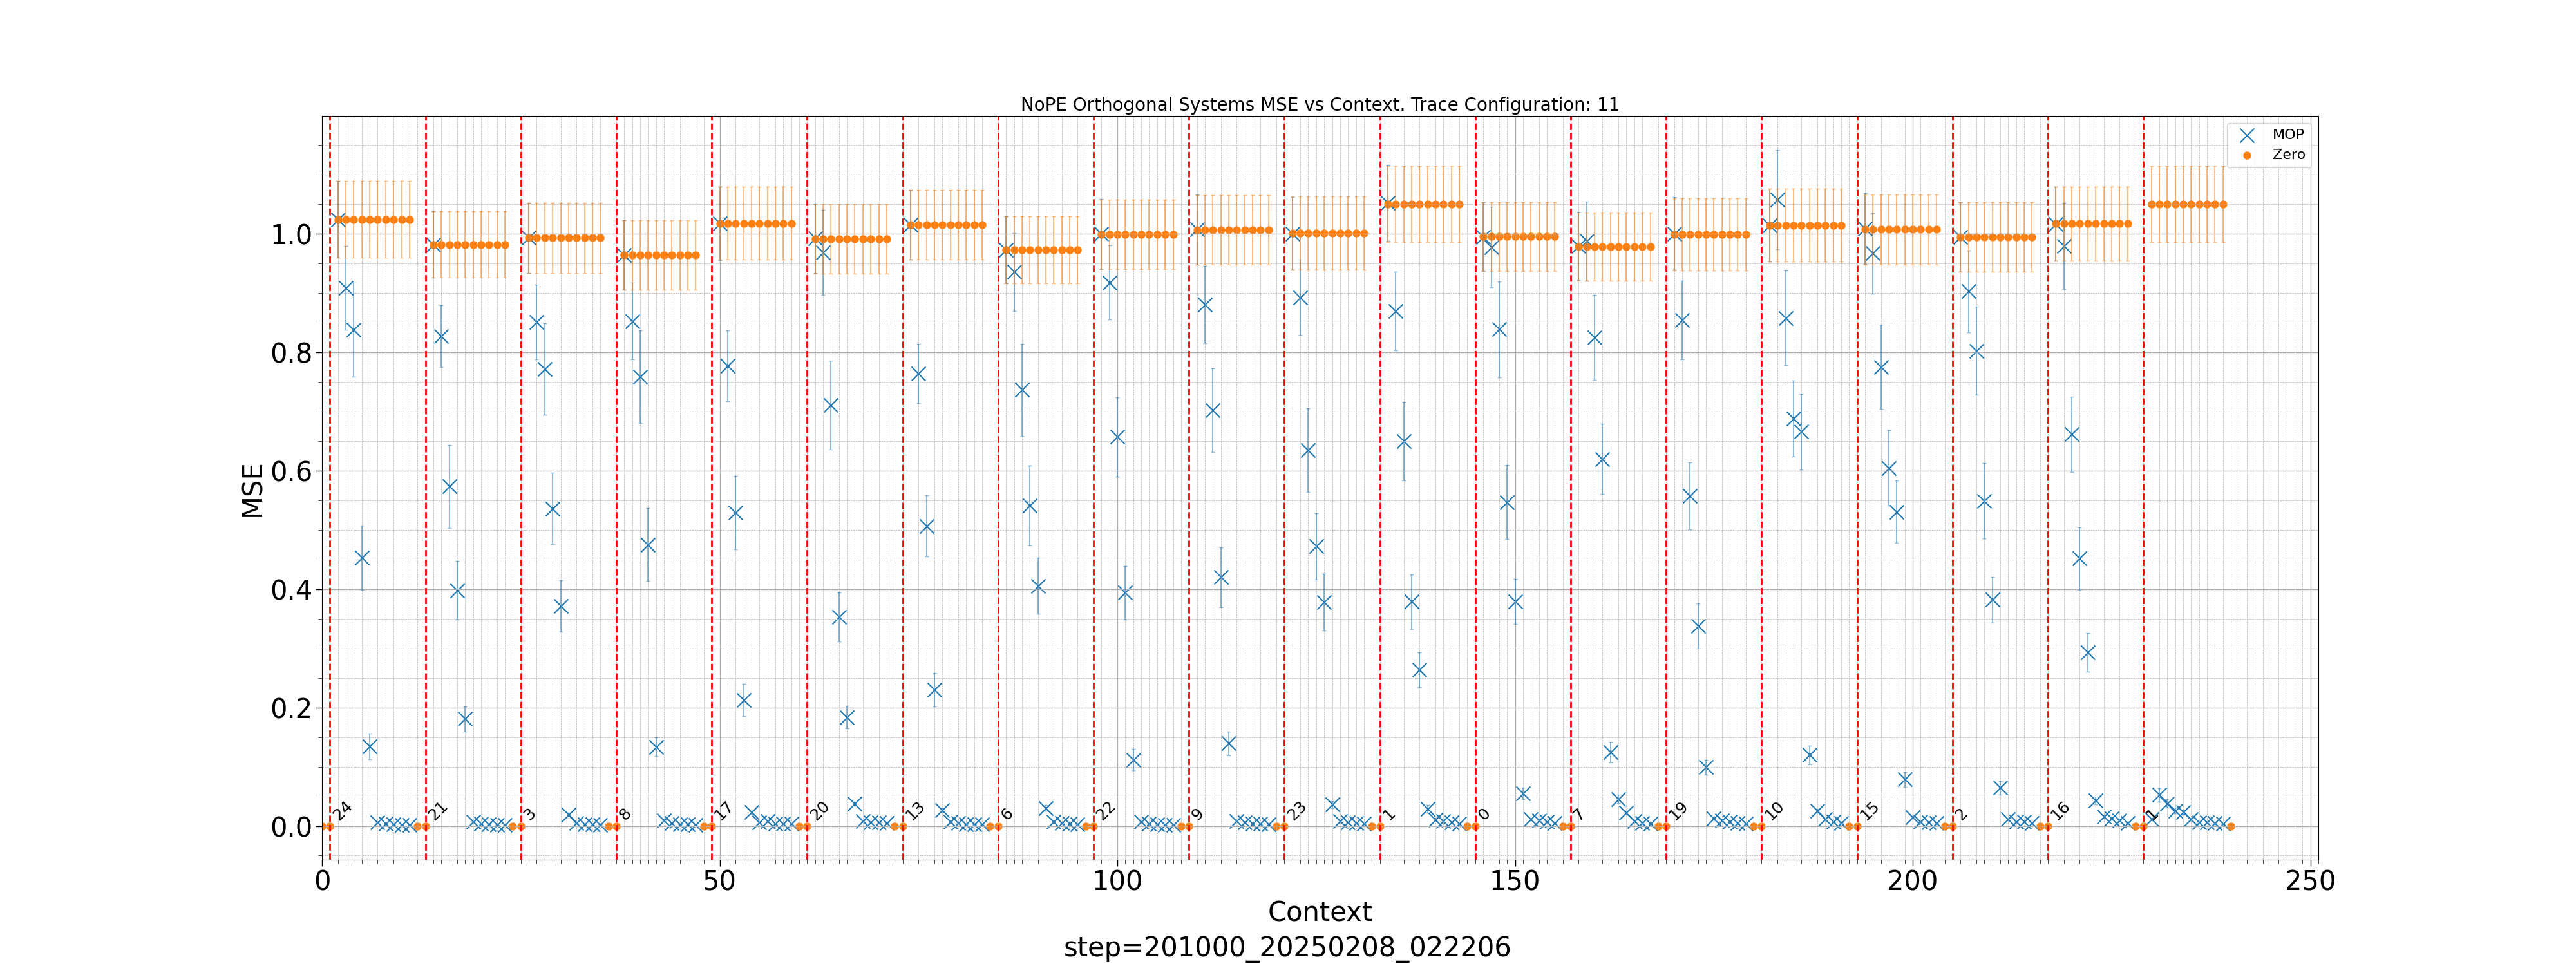 NoPE Orthogonal Systems MSE vs Context. Trace Configuration: 11
MOP
Zero
MSE
1.0
0.8
0.6
0.4
0.2
0.0
24 21 3 8 17 20 13 6 22 9 23 1 0 7 19 10 15 2 16 1
0 50 100 150 200 250
Context
step=201000_20250208_022206